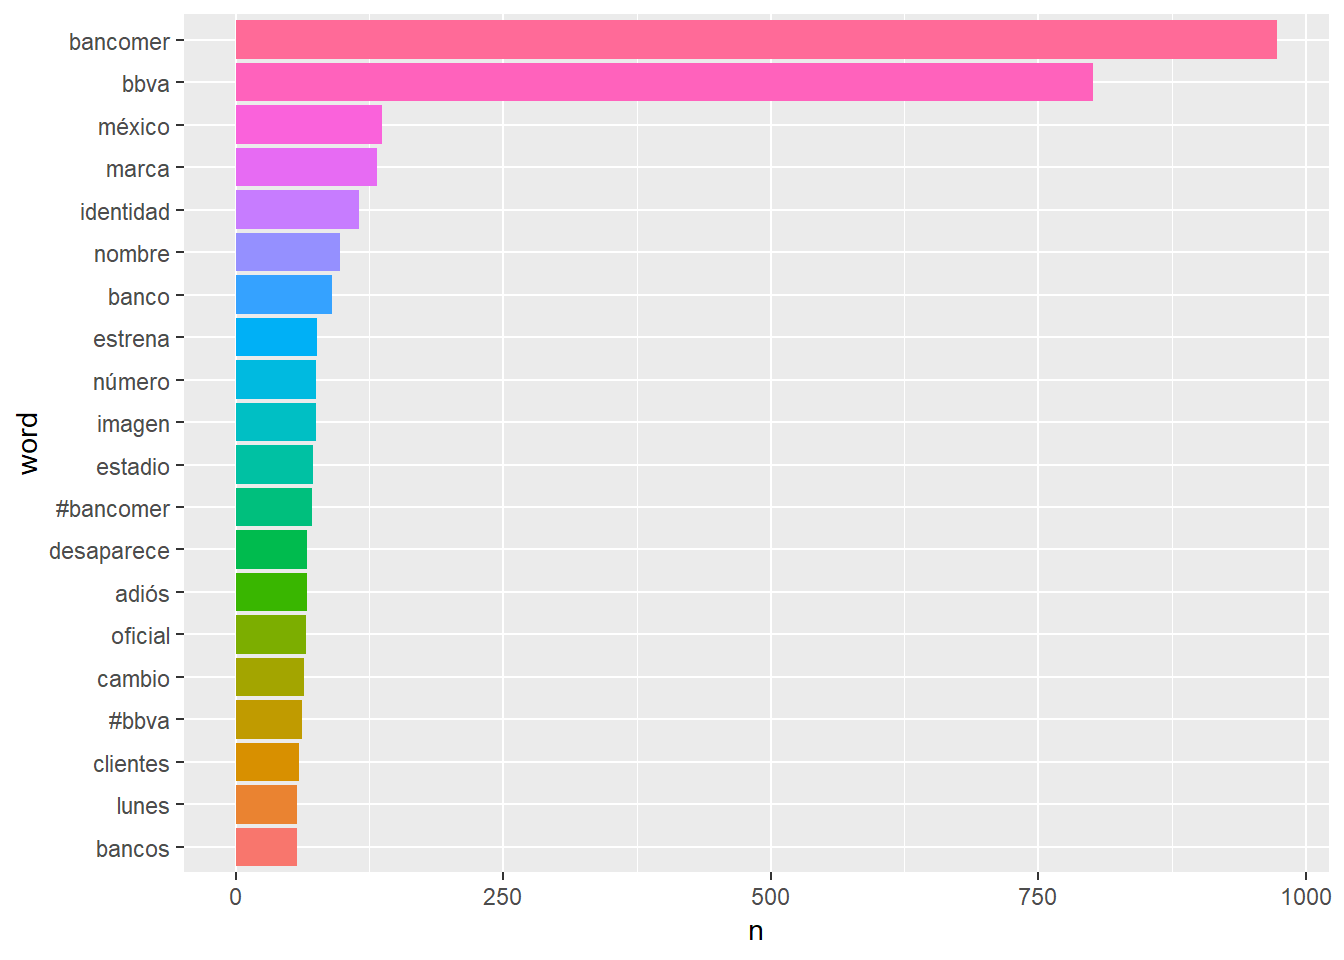 bancomer
bbva
méxico
marca
identidad
nombre
banco
estrena
número
imagen
estadio
#bancomer
desaparece
adiós
oficial
cambio
#bbva
clientes
lunes
bancos
word
0 250 500 750 1000
n